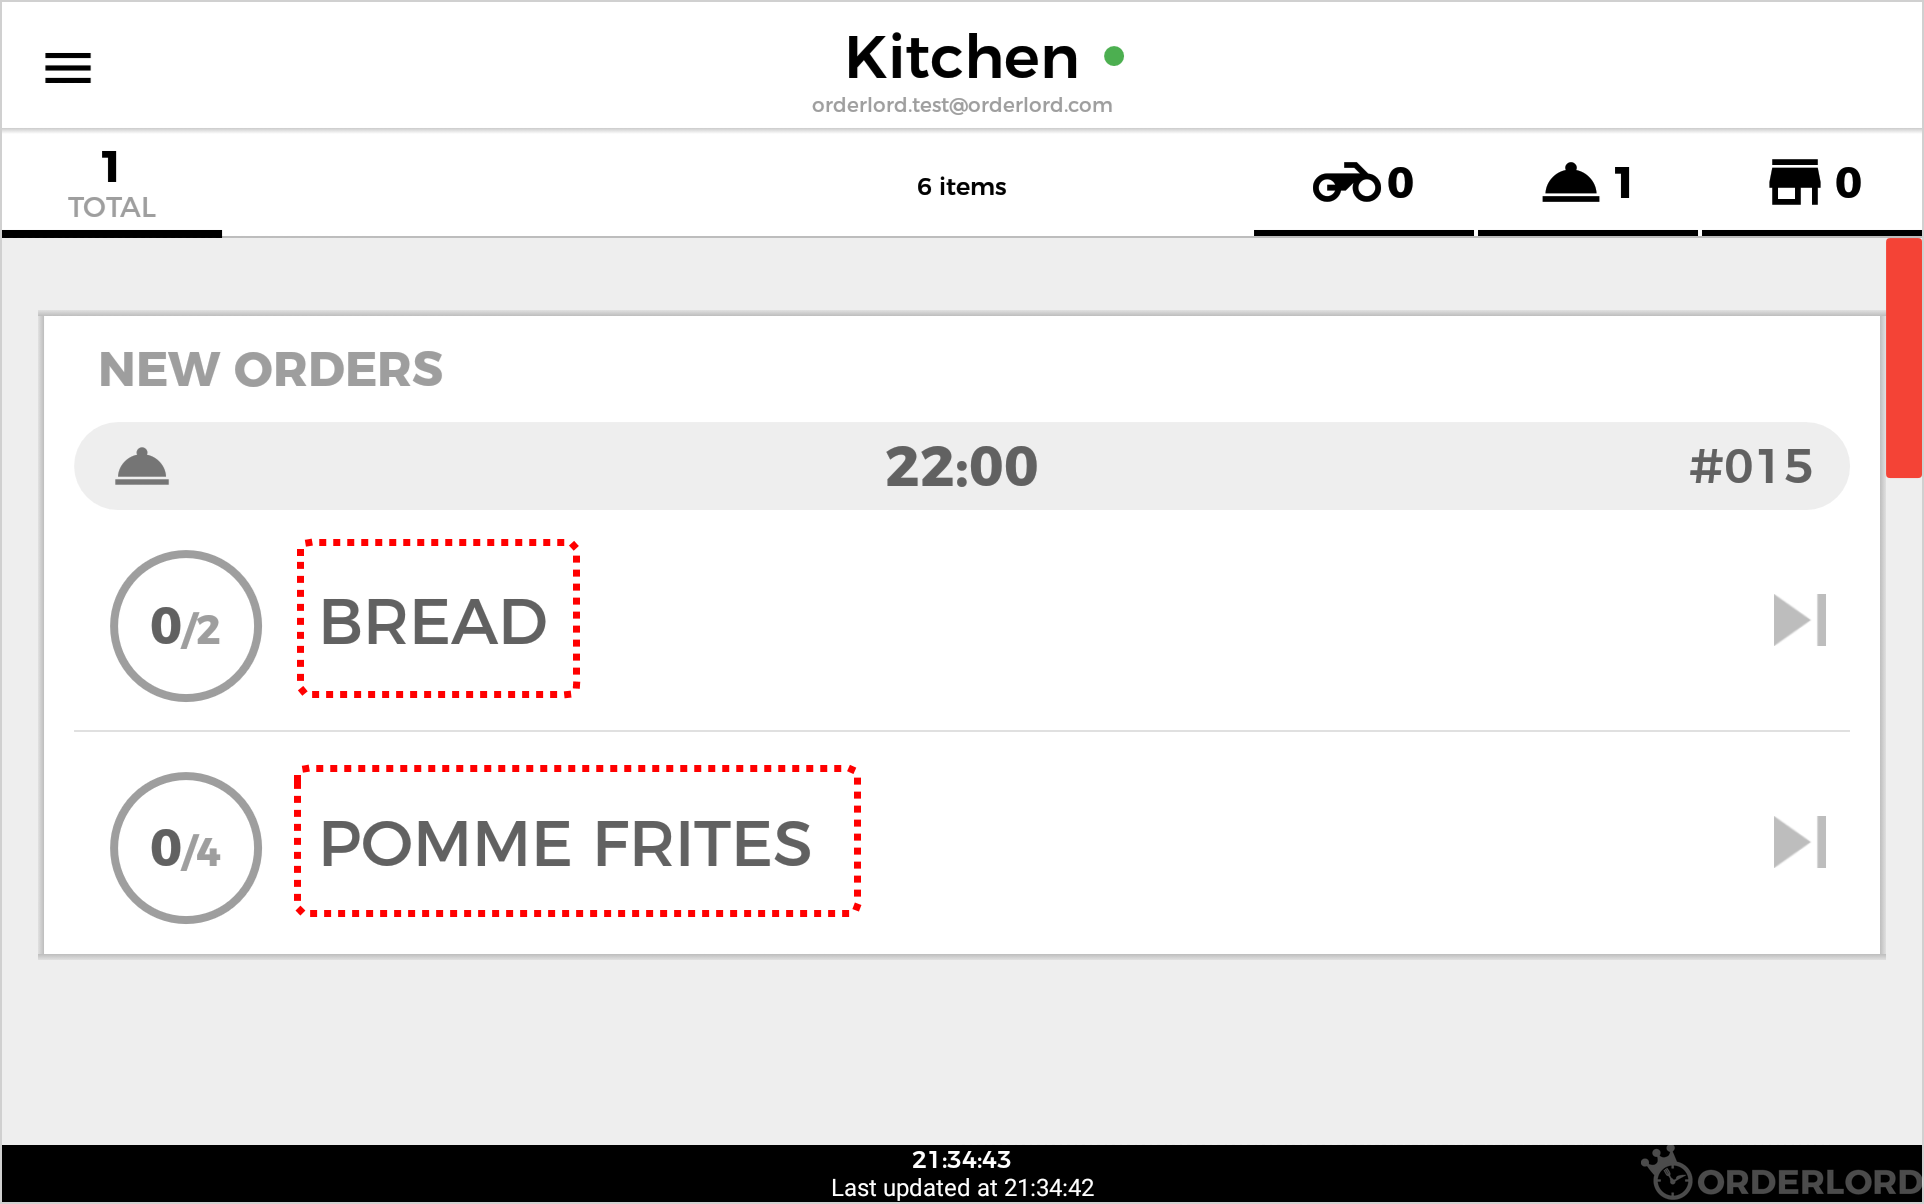 Kitchen
orderlord.test@orderlord.com
1
TOTAL
6 items
0
1
0
NEW ORDERS
22:00 #015
0/2 BREAD
0/4 POMME FRITES
21:34:43
Last updated at 21:34:42
ORDERLORD